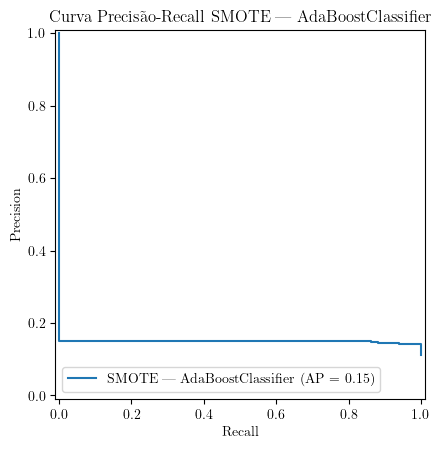 Curva Precisão-Recall SMOTE — AdaBoostClassifier
1.0
0.8
0.6
0.4
0.2
0.0
Precision
SMOTE — AdaBoostClassifier (AP = 0.15)
0.0 0.2 0.4 0.6 0.8 1.0
Recall